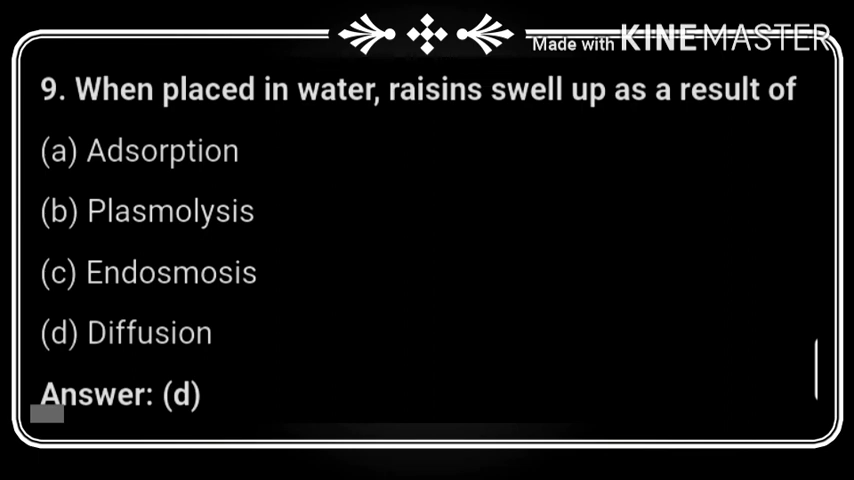 Made with KINEMASTER
9. When placed in water, raisins swell up as a result of
(a) Adsorption
(b) Plasmolysis
(c) Endosmosis
(d) Diffusion
Answer: (d)